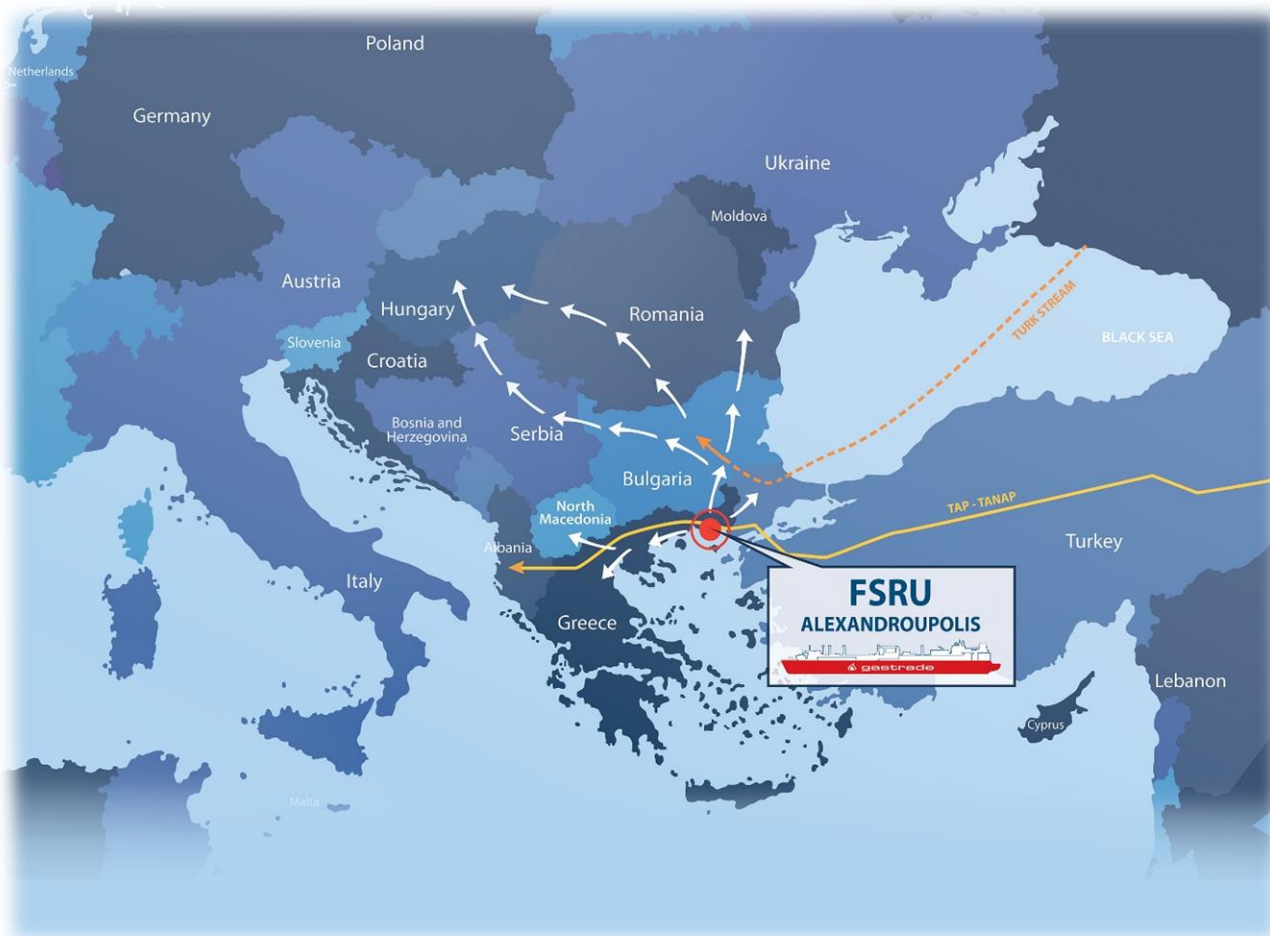 Poland
Netherlands
Germany
Ukraine
Moldova
Austria
Hungary
Romania
TURK STREAM
BLACK SEA
Slovenia
Croatia
Bosnia and
Herzegovina
Serbia
Bulgaria
TAP - TANAP
North
Macedonia
Albania
Turkey
Italy
Greece
FSRU
ALEXANDROUPOLIS
gastrade
Lebanon
Cyprus
Malta